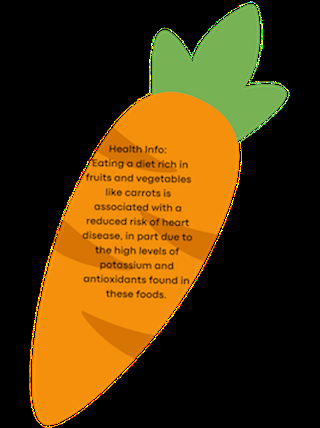 Health Info:
Eating a diet rich in
fruits and vegetables
like carrots is
associated with a
reduced risk of heart
disease, in part due to
the high levels of
potassium and
antioxidants found in
these foods.